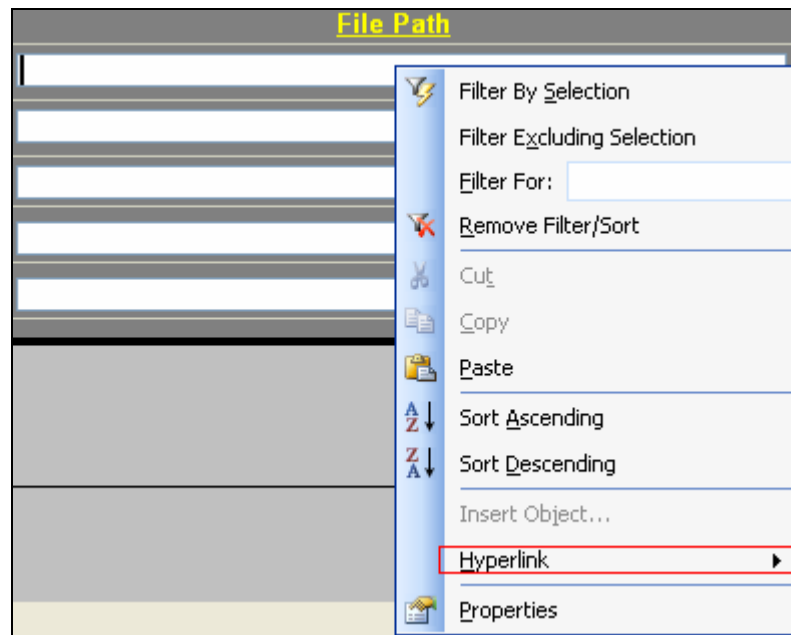 File Path
Filter By Selection
Filter Excluding Selection
Filter For:
Remove Filter/Sort
Cut
Copy
Paste
A
Z
Sort Ascending
Z
A
Sort Descending
Insert Object...
Hyperlink
Properties